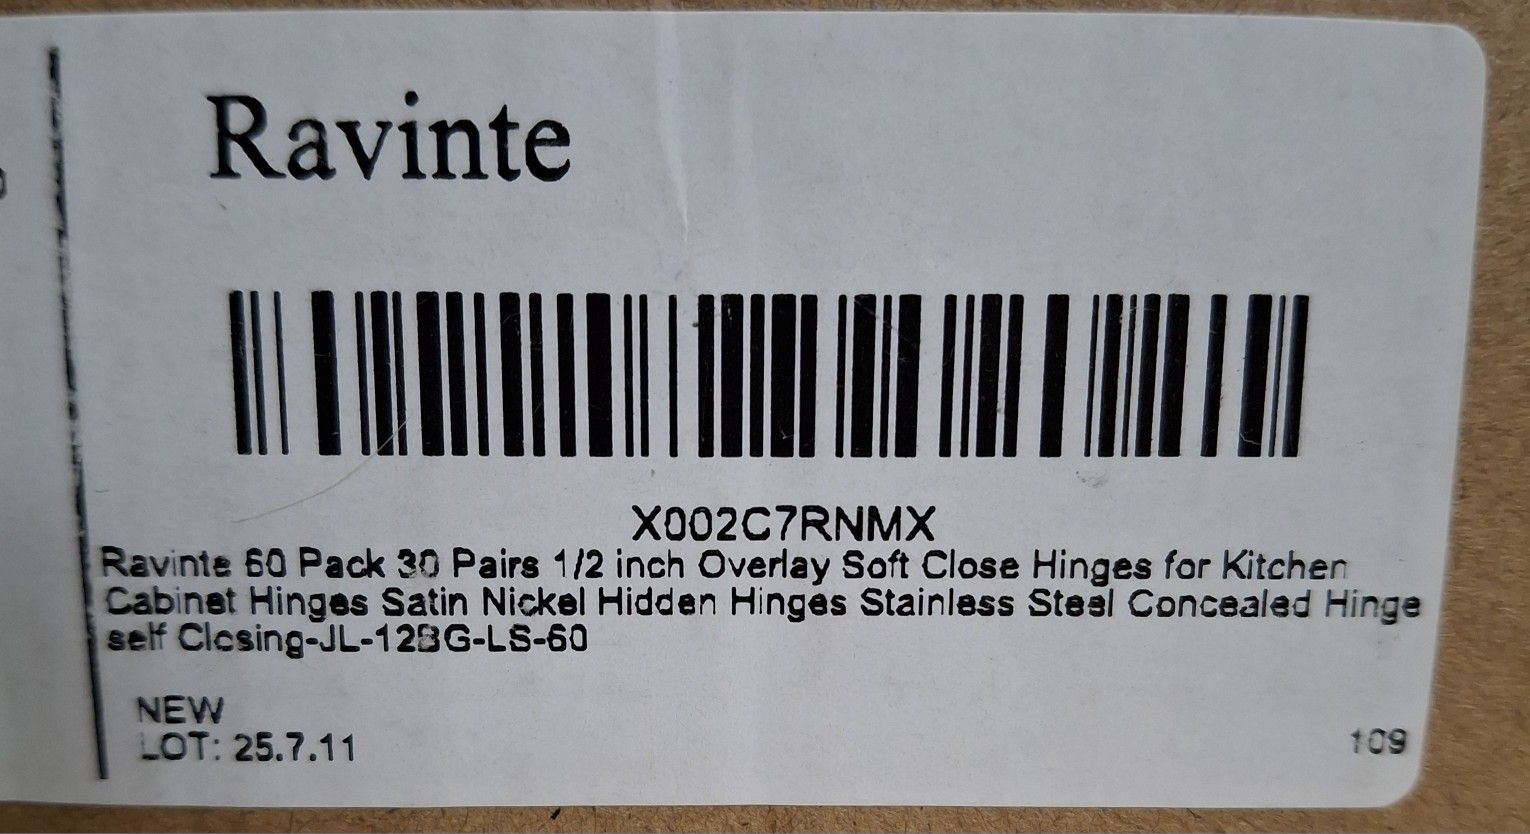 Ravinte
X002C7RNMX
Ravinte 60 Pack 30 Pairs 1/2 inch Overlay Soft Close Hinges for Kitchen
Cabinet Hinges Satin Nickel Hidden Hinges Stainless Steel Concealed Hinge
self Closing-JL-128G-LS-60
NEW
LOT: 25.7.11
109